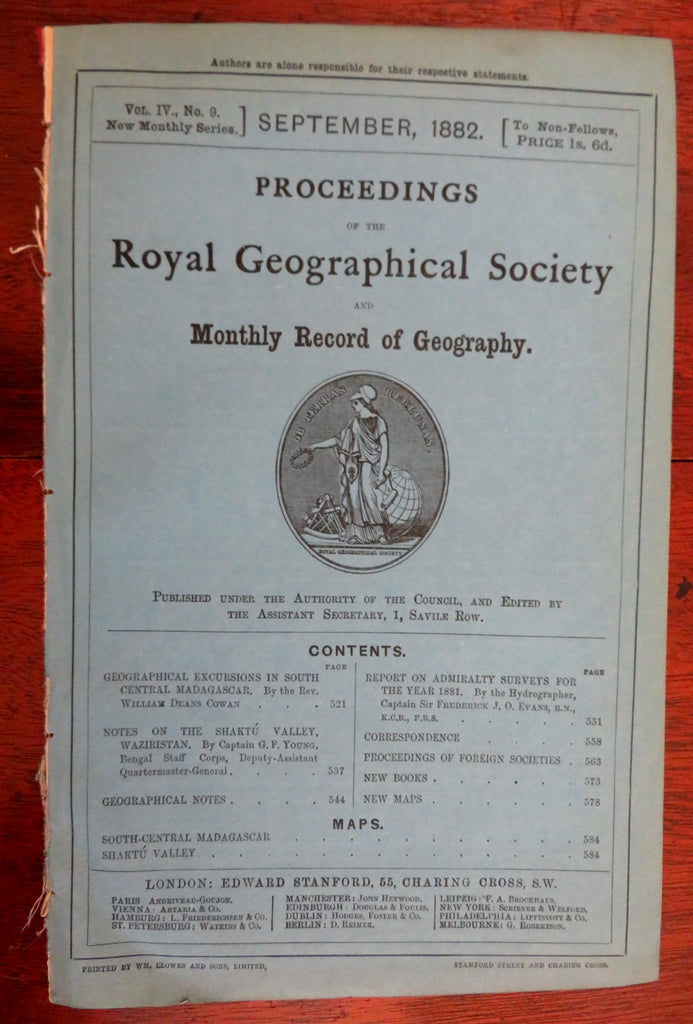 Authors are alone responsible for their respective statements.
VOL. IV., No. 9.
New Monthly Series.]
SEPTEMBER, 1882.
[To Non-Fellows,
PRICE 1s. 6d.
PROCEEDINGS
OF THE
Royal Geographical Society
AND
Monthly Record of Geography.
OB TERRAS RECLUSAS.
ROYAL GEOGRAPHICAL SOCIETY
PUBLISHED UNDER THE AUTHORITY OF THE COUNCIL, AND EDITED BY
THE ASSISTANT SECRETARY, 1, SAVILE ROW.
CONTENTS.
PAGE
GEOGRAPHICAL EXCURSIONS IN SOUTH
CENTRAL MADAGASCAR. By the Rev.
WILLIAM DEANS COWAN . . . 521
NOTES ON THE SHAKTÚ VALLEY,
WAZIRISTAN. By Captain G. F. YOUNG,
Bengal Staff Corps, Deputy-Assistant
Quartermaster-General . . . . 537
GEOGRAPHICAL NOTES . . . . 544
PAGE
REPORT ON ADMIRALTY SURVEYS FOR
THE YEAR 1881. By the Hydrographer,
Captain Sir FREDERICK J. O. EVANS, R.N.,
K.C.B., F.R.S. . . . . . 551
CORRESPONDENCE . . . . 558
PROCEEDINGS OF FOREIGN SOCIETIES . 563
NEW BOOKS . . . . . . 573
NEW MAPS . . . . . . 578
MAPS.
SOUTH-CENTRAL MADAGASCAR . . . . . . . . . . . 584
SHAKTÚ VALLEY . . . . . . . . . . . . . 584
LONDON: EDWARD STANFORD, 55, CHARING CROSS, S.W.
PARIS ANDRIVEAU-GOUJON.
VIENNA: ARTARIA & CO.
HAMBURG: L. FRIEDERICHSEN & CO.
ST. PETERSBURG: WATKINS & CO.
MANCHESTER: JOHN HEYWOOD.
EDINBURGH: DOUGLAS & FOULIS.
DUBLIN: HODGES, FOSTER & CO.
BERLIN: D. REIMER.
LEIPZIG: F. A. BROCKHAUS.
NEW YORK: SCRIBNER & WELFORD.
PHILADELPHIA: LIPPINCOTT & CO.
MELBOURNE: G. ROBERTSON.
PRINTED BY WM. CLOWES AND SONS, LIMITED,
STAMFORD STREET AND CHARING CROSS.